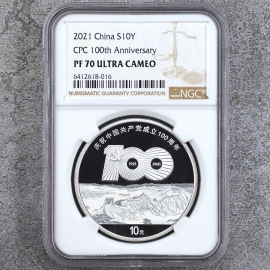 2021 China S10Y
CPC 100th Anniversary
PF 70 ULTRA CAMEO
6412618-016
NUMISMATIC GUARANTY CORPORATION
NGC
庆祝中国共产党成立100周年
100
1921 2021
10元